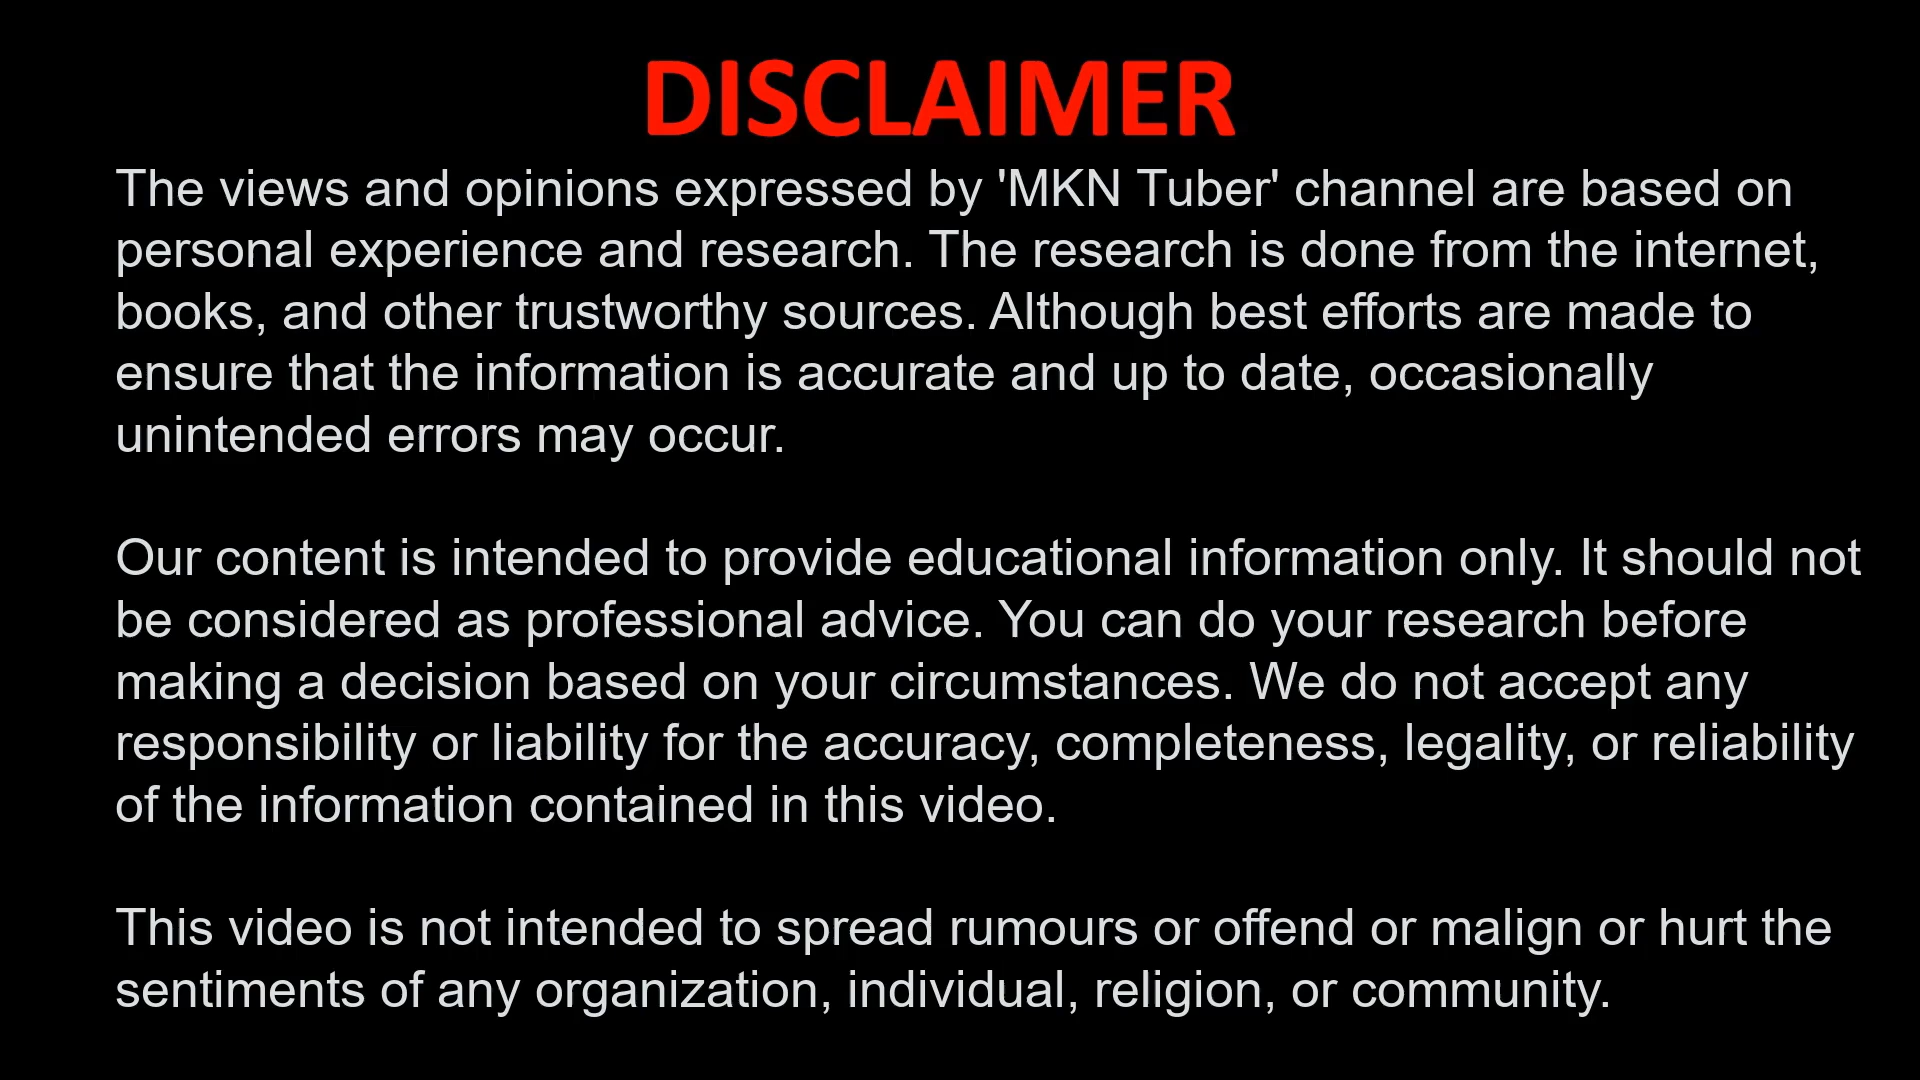 DISCLAIMER
The views and opinions expressed by 'MKN Tuber' channel are based on
personal experience and research. The research is done from the internet,
books, and other trustworthy sources. Although best efforts are made to
ensure that the information is accurate and up to date, occasionally
unintended errors may occur.
Our content is intended to provide educational information only. It should not
be considered as professional advice. You can do your research before
making a decision based on your circumstances. We do not accept any
responsibility or liability for the accuracy, completeness, legality, or reliability
of the information contained in this video.
This video is not intended to spread rumours or offend or malign or hurt the
sentiments of any organization, individual, religion, or community.